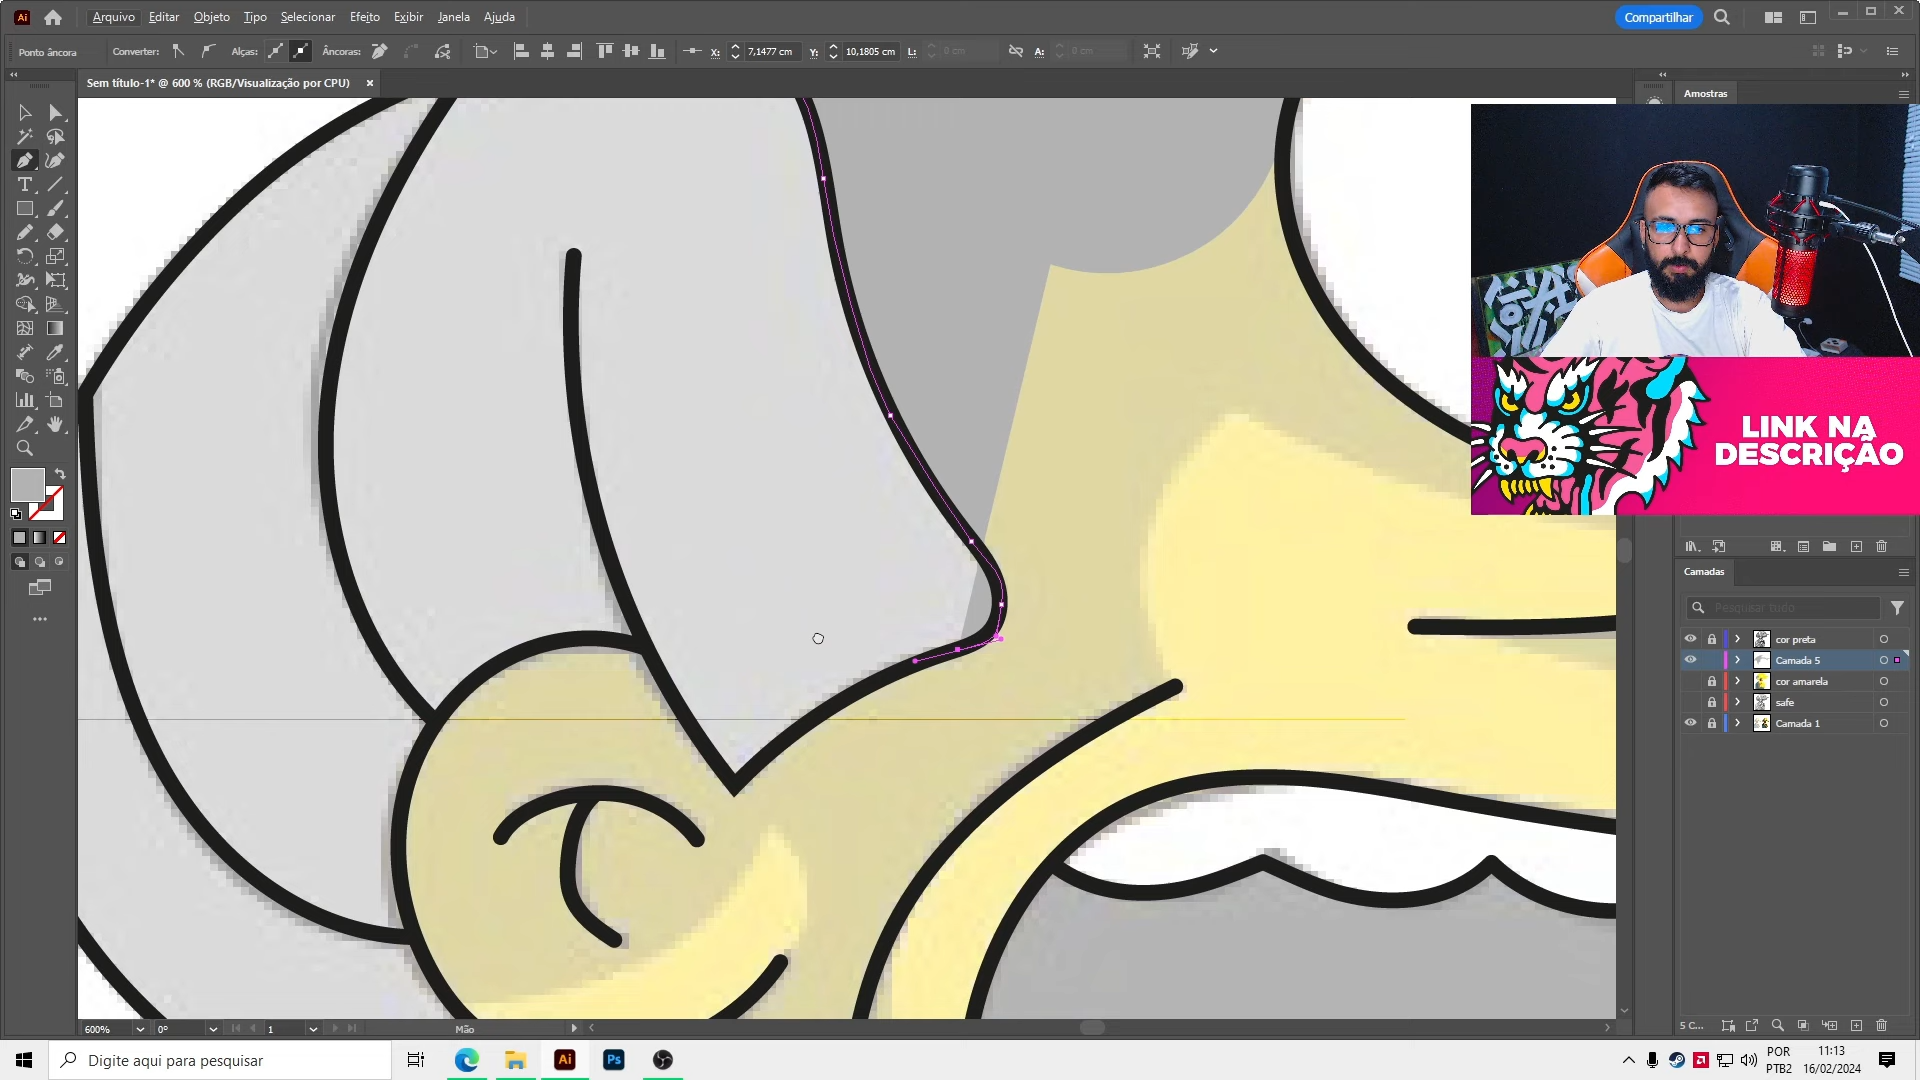 Ai Arquivo Editar Objeto Tipo Selecionar Efeito Exibir Janela Ajuda Compartilhar
Ponto âncora Converter: Alças: Âncoras: X: 7,1477 cm Y: 10,1805 cm L: 0 cm A: 0 cm
Sem título-1* @ 600 % (RGB/Visualização por CPU) ×
Amostras
LINK NA
DESCRIÇÃO
Camadas
Pesquisar tudo
cor preta
Camada 5
cor amarela
safe
Camada 1
5 C...
600% 0° 1 Mão
Digite aqui para pesquisar
Ai
Ps
POR
PTB2
11:13
16/02/2024